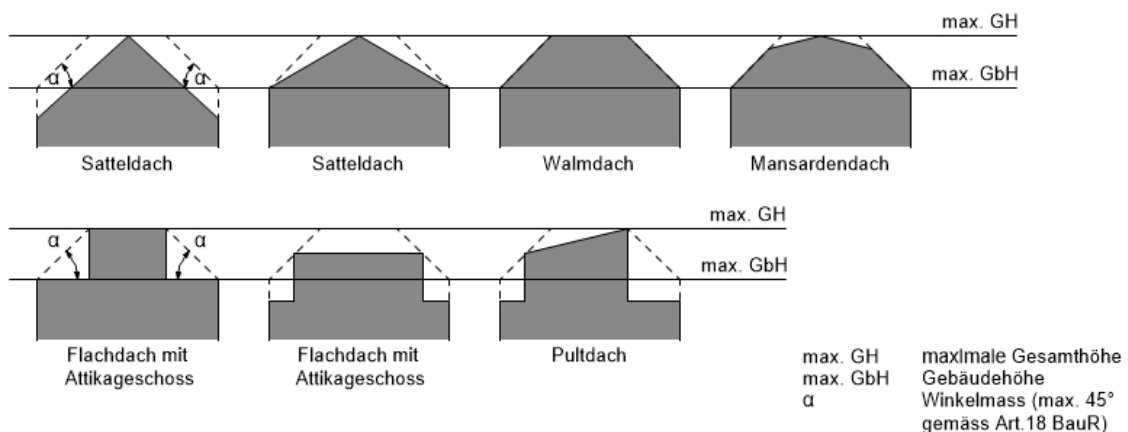 max. GH
α
α
max. GbH
Satteldach
Satteldach
Walmdach
Mansardendach
max. GH
α
α
max. GbH
Flachdach mit
Attikageschoss
Flachdach mit
Attikageschoss
Pultdach
max. GH maxImale Gesamthöhe
max. GbH Gebäudehöhe
α Winkelmass (max. 45°
gemäss Art.18 BauR)